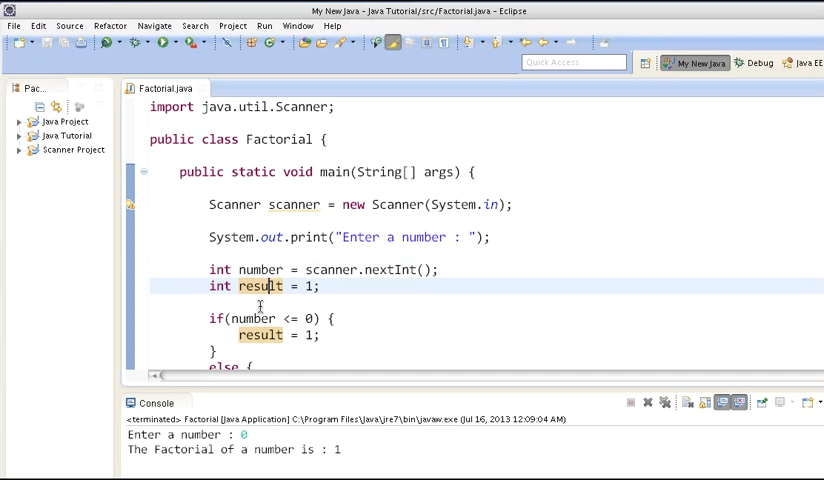 My New Java - Java Tutorial/src/Factorial.java - Eclipse
File Edit Source Refactor Navigate Search Project Run Window Help
Quick Access My New Java Debug Java EE
Pac...
Java Project
Java Tutorial
Scanner Project
Factorial.java
import java.util.Scanner;
public class Factorial {
public static void main(String[] args) {
Scanner scanner = new Scanner(System.in);
System.out.print("Enter a number : ");
int number = scanner.nextInt();
int result = 1;
if(number <= 0) {
result = 1;
}
else {
Console
<terminated> Factorial [Java Application] C:\Program Files\Java\jre7\bin\javaw.exe (Jul 16, 2013 12:09:04 AM)
Enter a number : 0
The Factorial of a number is : 1